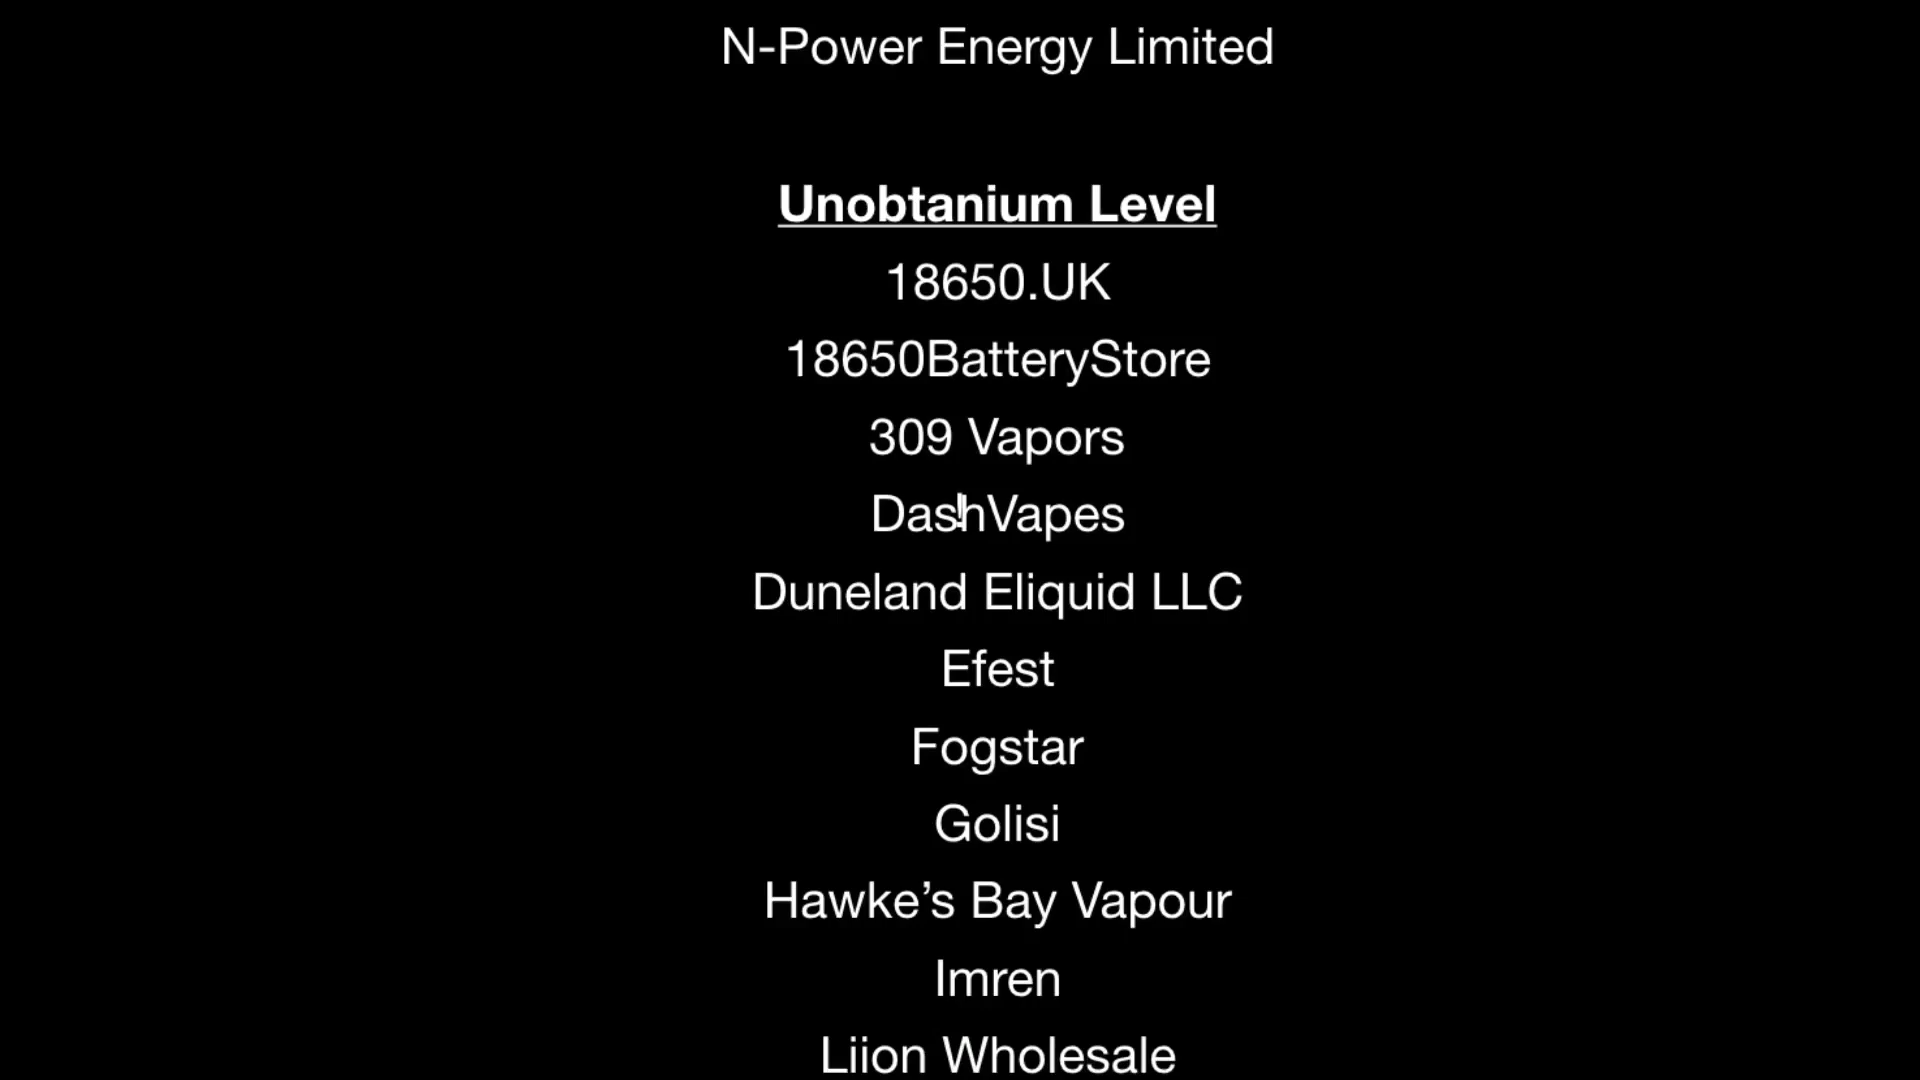 N-Power Energy Limited
Unobtanium Level
18650.UK
18650BatteryStore
309 Vapors
DashVapes
Duneland Eliquid LLC
Efest
Fogstar
Golisi
Hawke’s Bay Vapour
Imren
Liion Wholesale